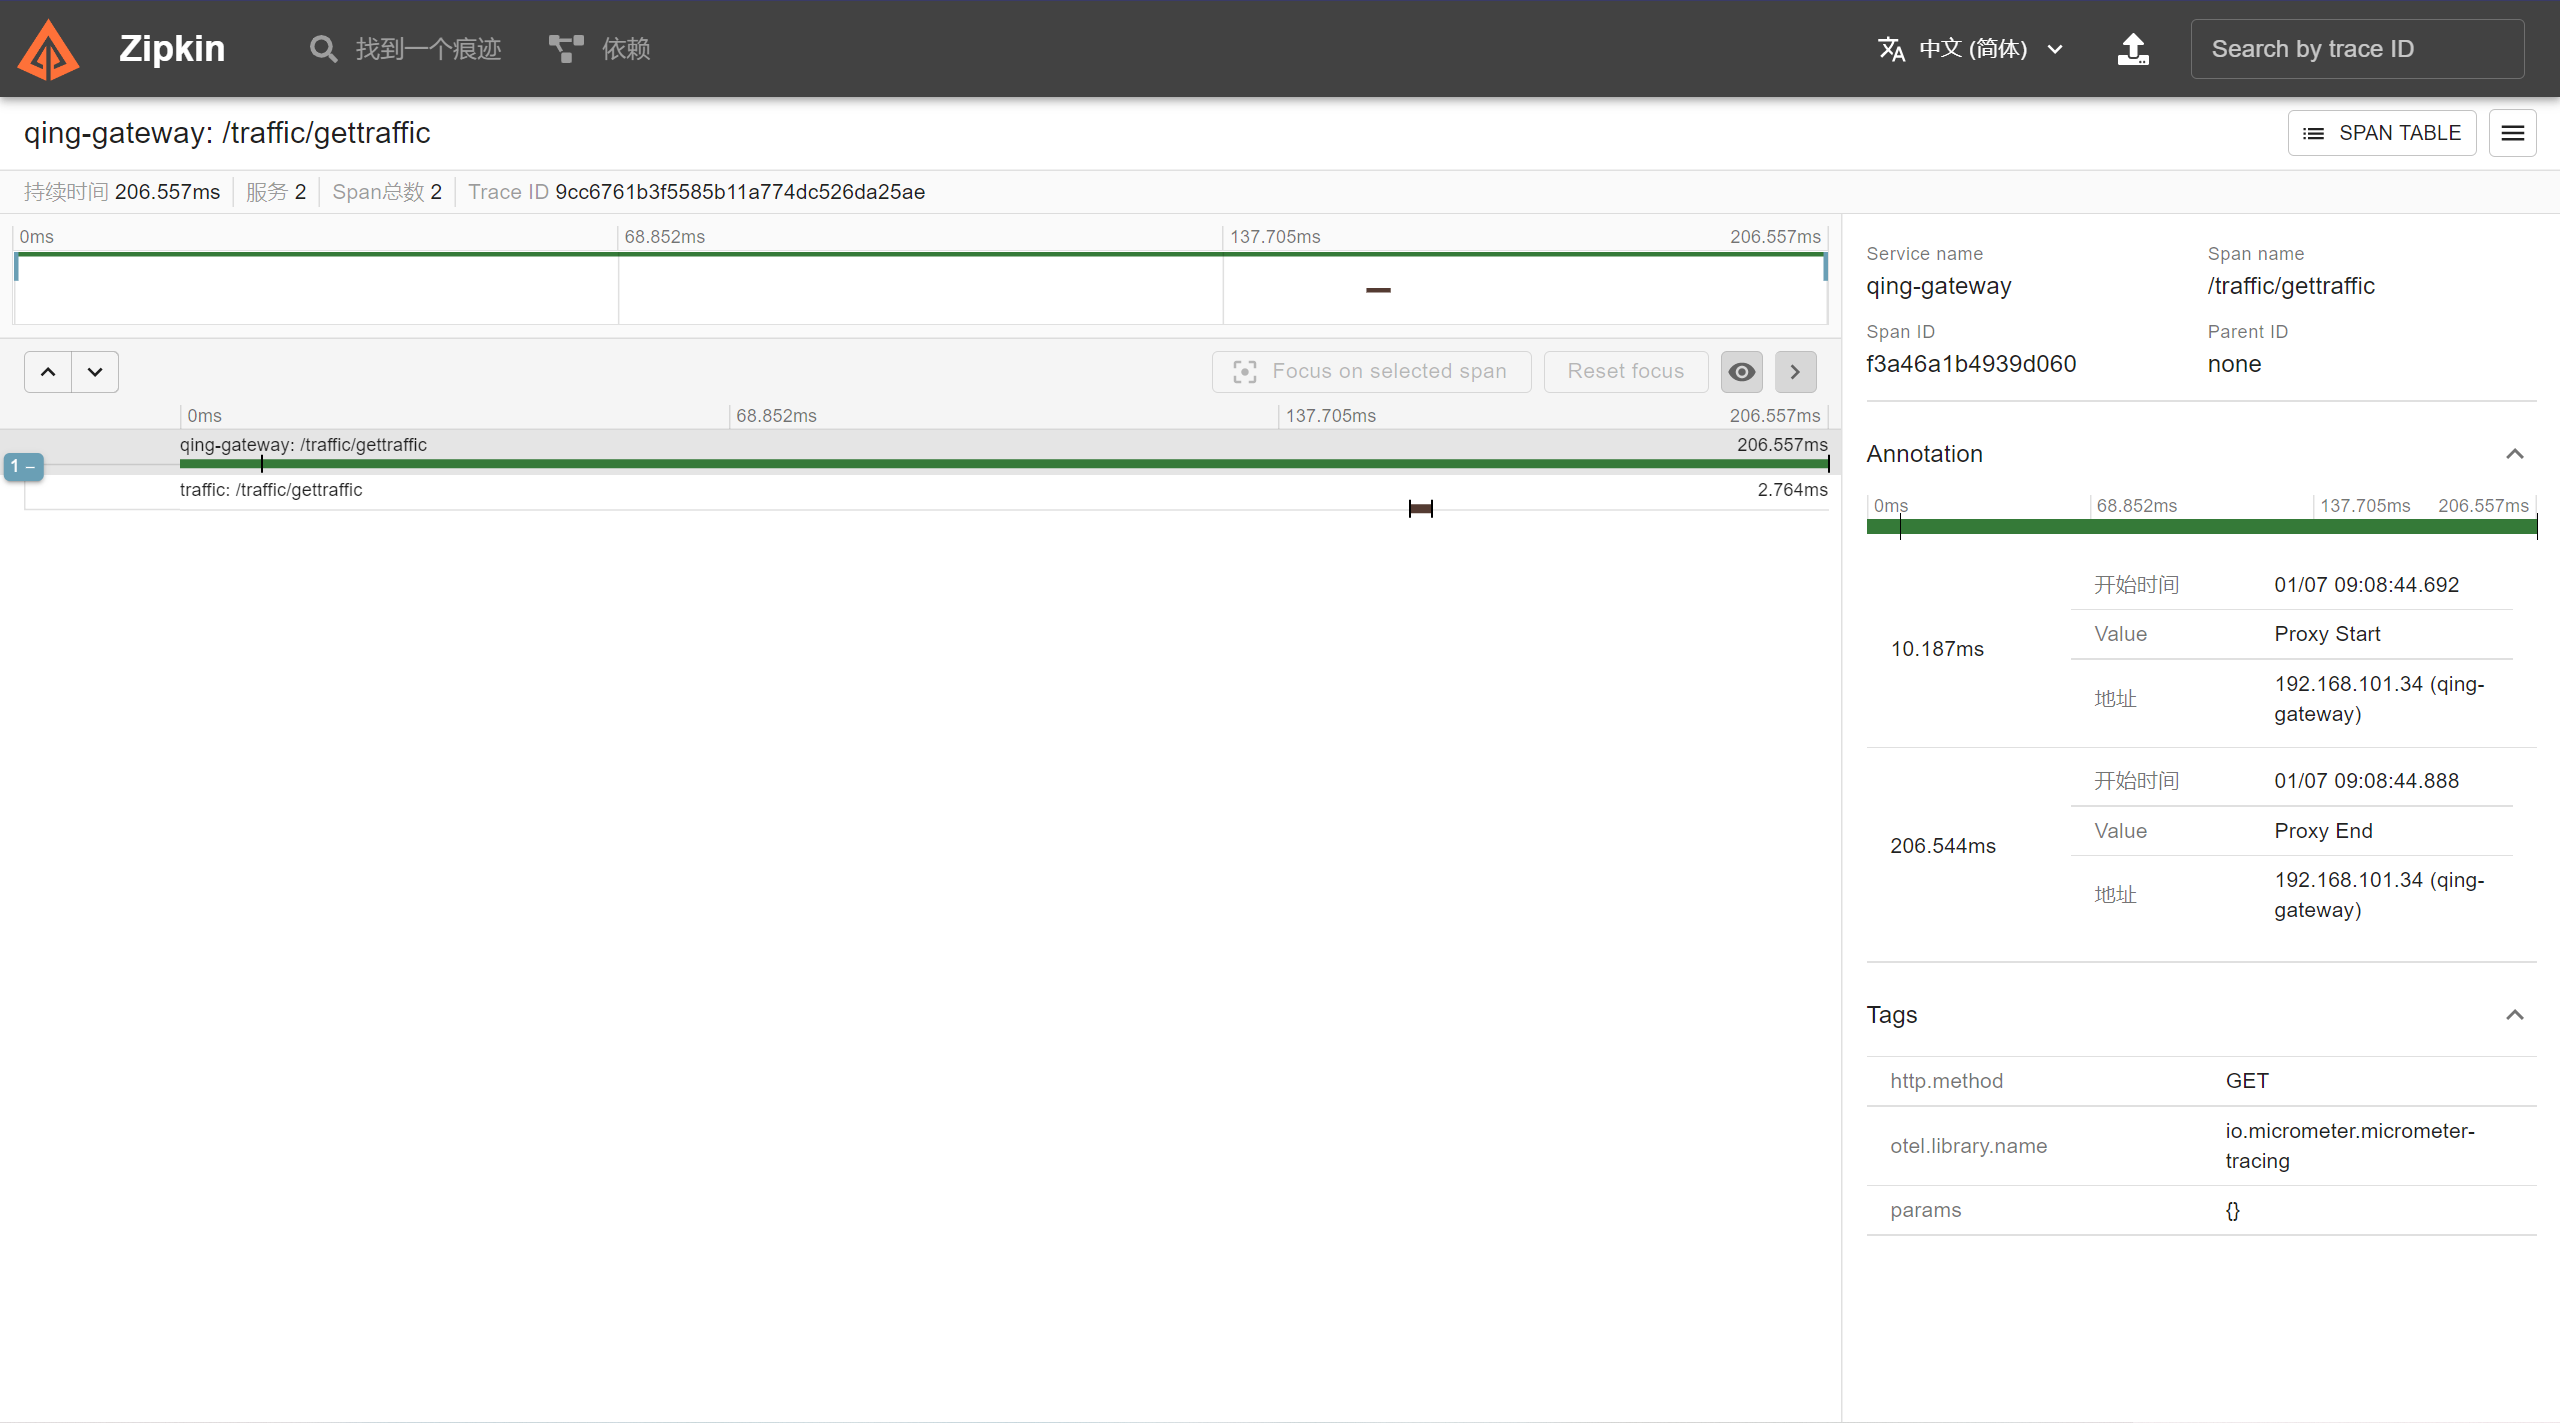 Zipkin
找到一个痕迹
依赖
中文 (简体)
Search by trace ID
qing-gateway: /traffic/gettraffic
SPAN TABLE
持续时间 206.557ms 服务 2 Span总数 2 Trace ID 9cc6761b3f5585b11a774dc526da25ae
0ms 68.852ms 137.705ms 206.557ms
Focus on selected span
Reset focus
0ms 68.852ms 137.705ms 206.557ms
qing-gateway: /traffic/gettraffic 206.557ms
1 –
traffic: /traffic/gettraffic 2.764ms
Service name Span name
qing-gateway /traffic/gettraffic
Span ID Parent ID
f3a46a1b4939d060 none
Annotation
0ms 68.852ms 137.705ms 206.557ms
开始时间 01/07 09:08:44.692
10.187ms
Value Proxy Start
地址 192.168.101.34 (qing-
gateway)
开始时间 01/07 09:08:44.888
206.544ms
Value Proxy End
地址 192.168.101.34 (qing-
gateway)
Tags
http.method GET
otel.library.name io.micrometer.micrometer-
tracing
params {}